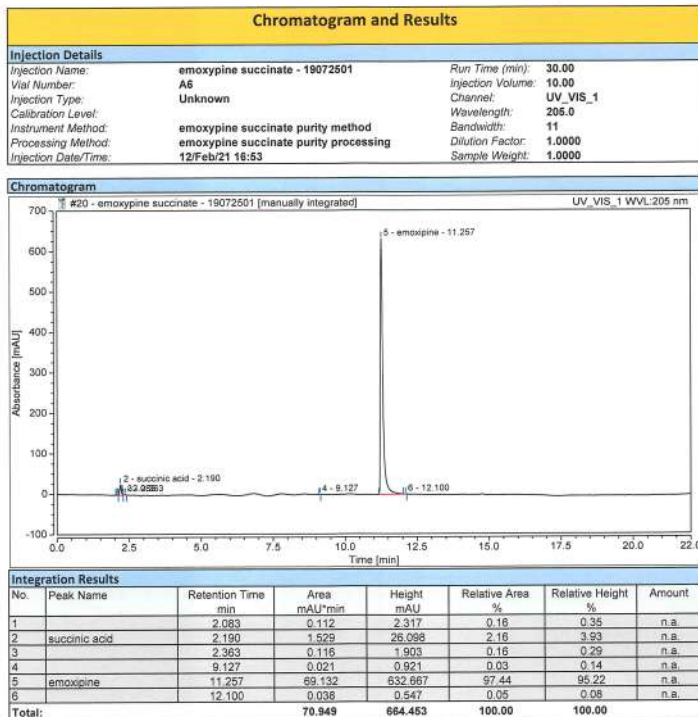 Chromatogram and Results
Injection Details
Injection Name: emoxypine succinate - 19072501 Run Time (min): 30.00
Vial Number: A6 Injection Volume: 10.00
Injection Type: Unknown Channel: UV_VIS_1
Calibration Level: Wavelength: 205.0
Instrument Method: emoxypine succinate purity method Bandwidth: 11
Processing Method: emoxypine succinate purity processing Dilution Factor: 1.0000
Injection Date/Time: 12/Feb/21 16:53 Sample Weight: 1.0000
Chromatogram
#20 - emoxypine succinate - 19072501 [manually integrated] UV_VIS_1 WVL:205 nm
700
600
500
400
300
200
100
0
-100
Absorbance [mAU]
5 - emoxipine - 11.257
2 - succinic acid - 2.190
4 - 9.127
6 - 12.100
0.0 2.5 5.0 7.5 10.0 12.5 15.0 17.5 20.0 22.0
Time [min]
Integration Results
No. Peak Name Retention Time Area Height Relative Area Relative Height Amount
min mAU*min mAU % %
1 2.083 0.112 2.317 0.16 0.35 n.a.
2 succinic acid 2.190 1.529 26.098 2.16 3.93 n.a.
3 2.363 0.116 1.903 0.16 0.29 n.a.
4 9.127 0.021 0.921 0.03 0.14 n.a.
5 emoxipine 11.257 69.132 632.667 97.44 95.22 n.a.
6 12.100 0.038 0.547 0.05 0.08 n.a.
Total: 70.949 664.453 100.00 100.00